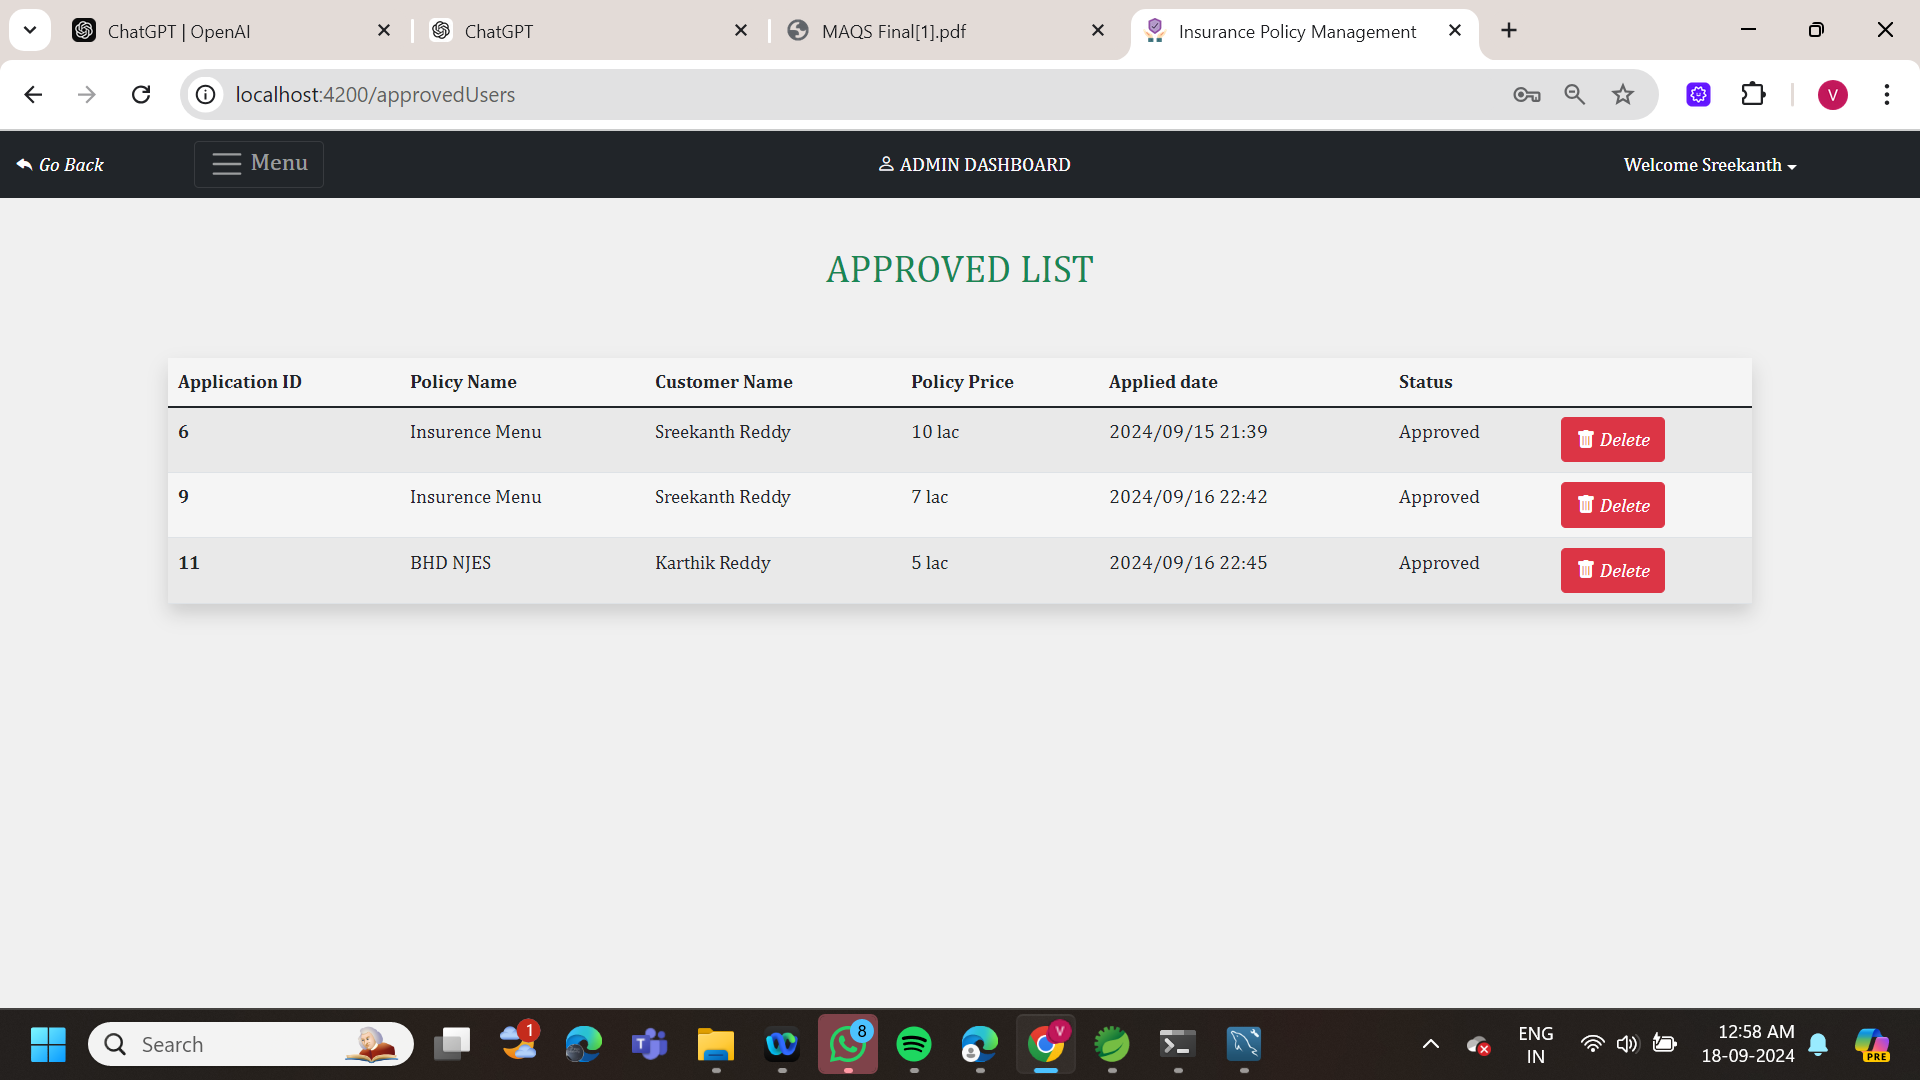 ChatGPT | OpenAI
ChatGPT
MAQS Final[1].pdf
Insurance Policy Management
localhost:4200/approvedUsers
V
Go Back
Menu
ADMIN DASHBOARD
Welcome Sreekanth
APPROVED LIST
Application ID Policy Name Customer Name Policy Price Applied date Status
6 Insurence Menu Sreekanth Reddy 10 lac 2024/09/15 21:39 Approved Delete
9 Insurence Menu Sreekanth Reddy 7 lac 2024/09/16 22:42 Approved Delete
11 BHD NJES Karthik Reddy 5 lac 2024/09/16 22:45 Approved Delete
Search
1
8
V
ENG
IN
12:58 AM
18-09-2024
PRE